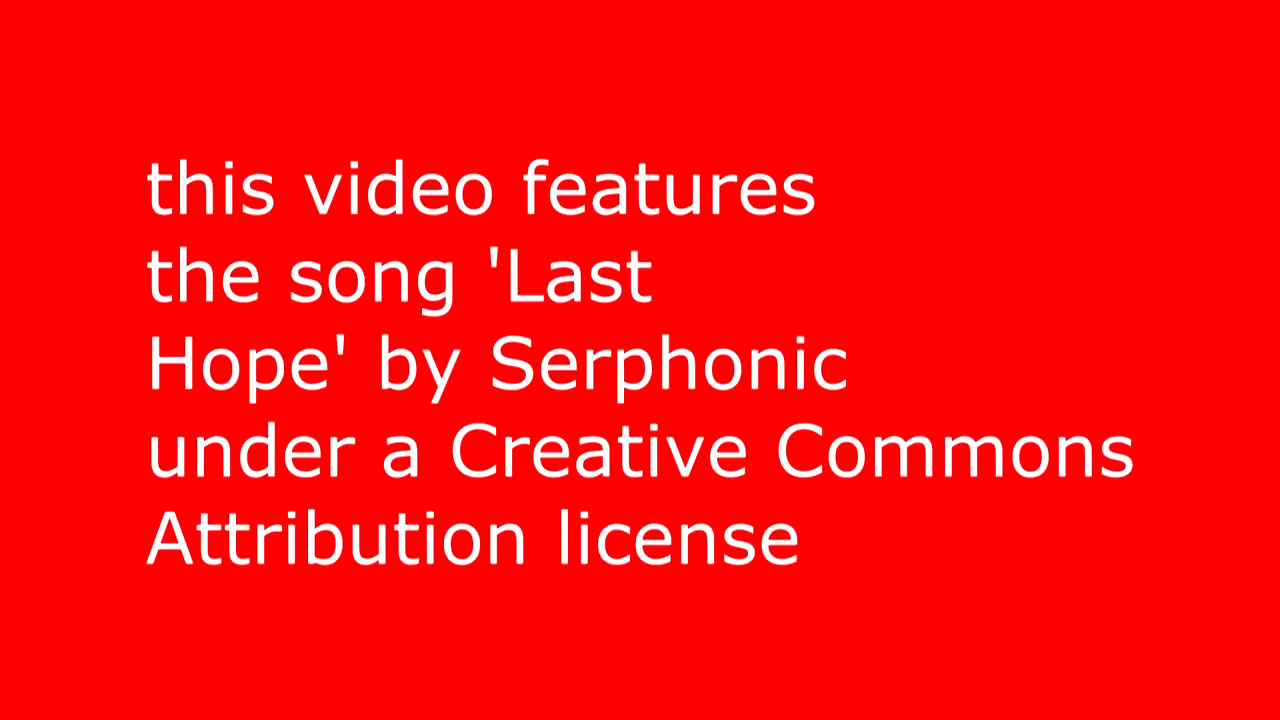 this video features
the song 'Last
Hope' by Serphonic
under a Creative Commons
Attribution license